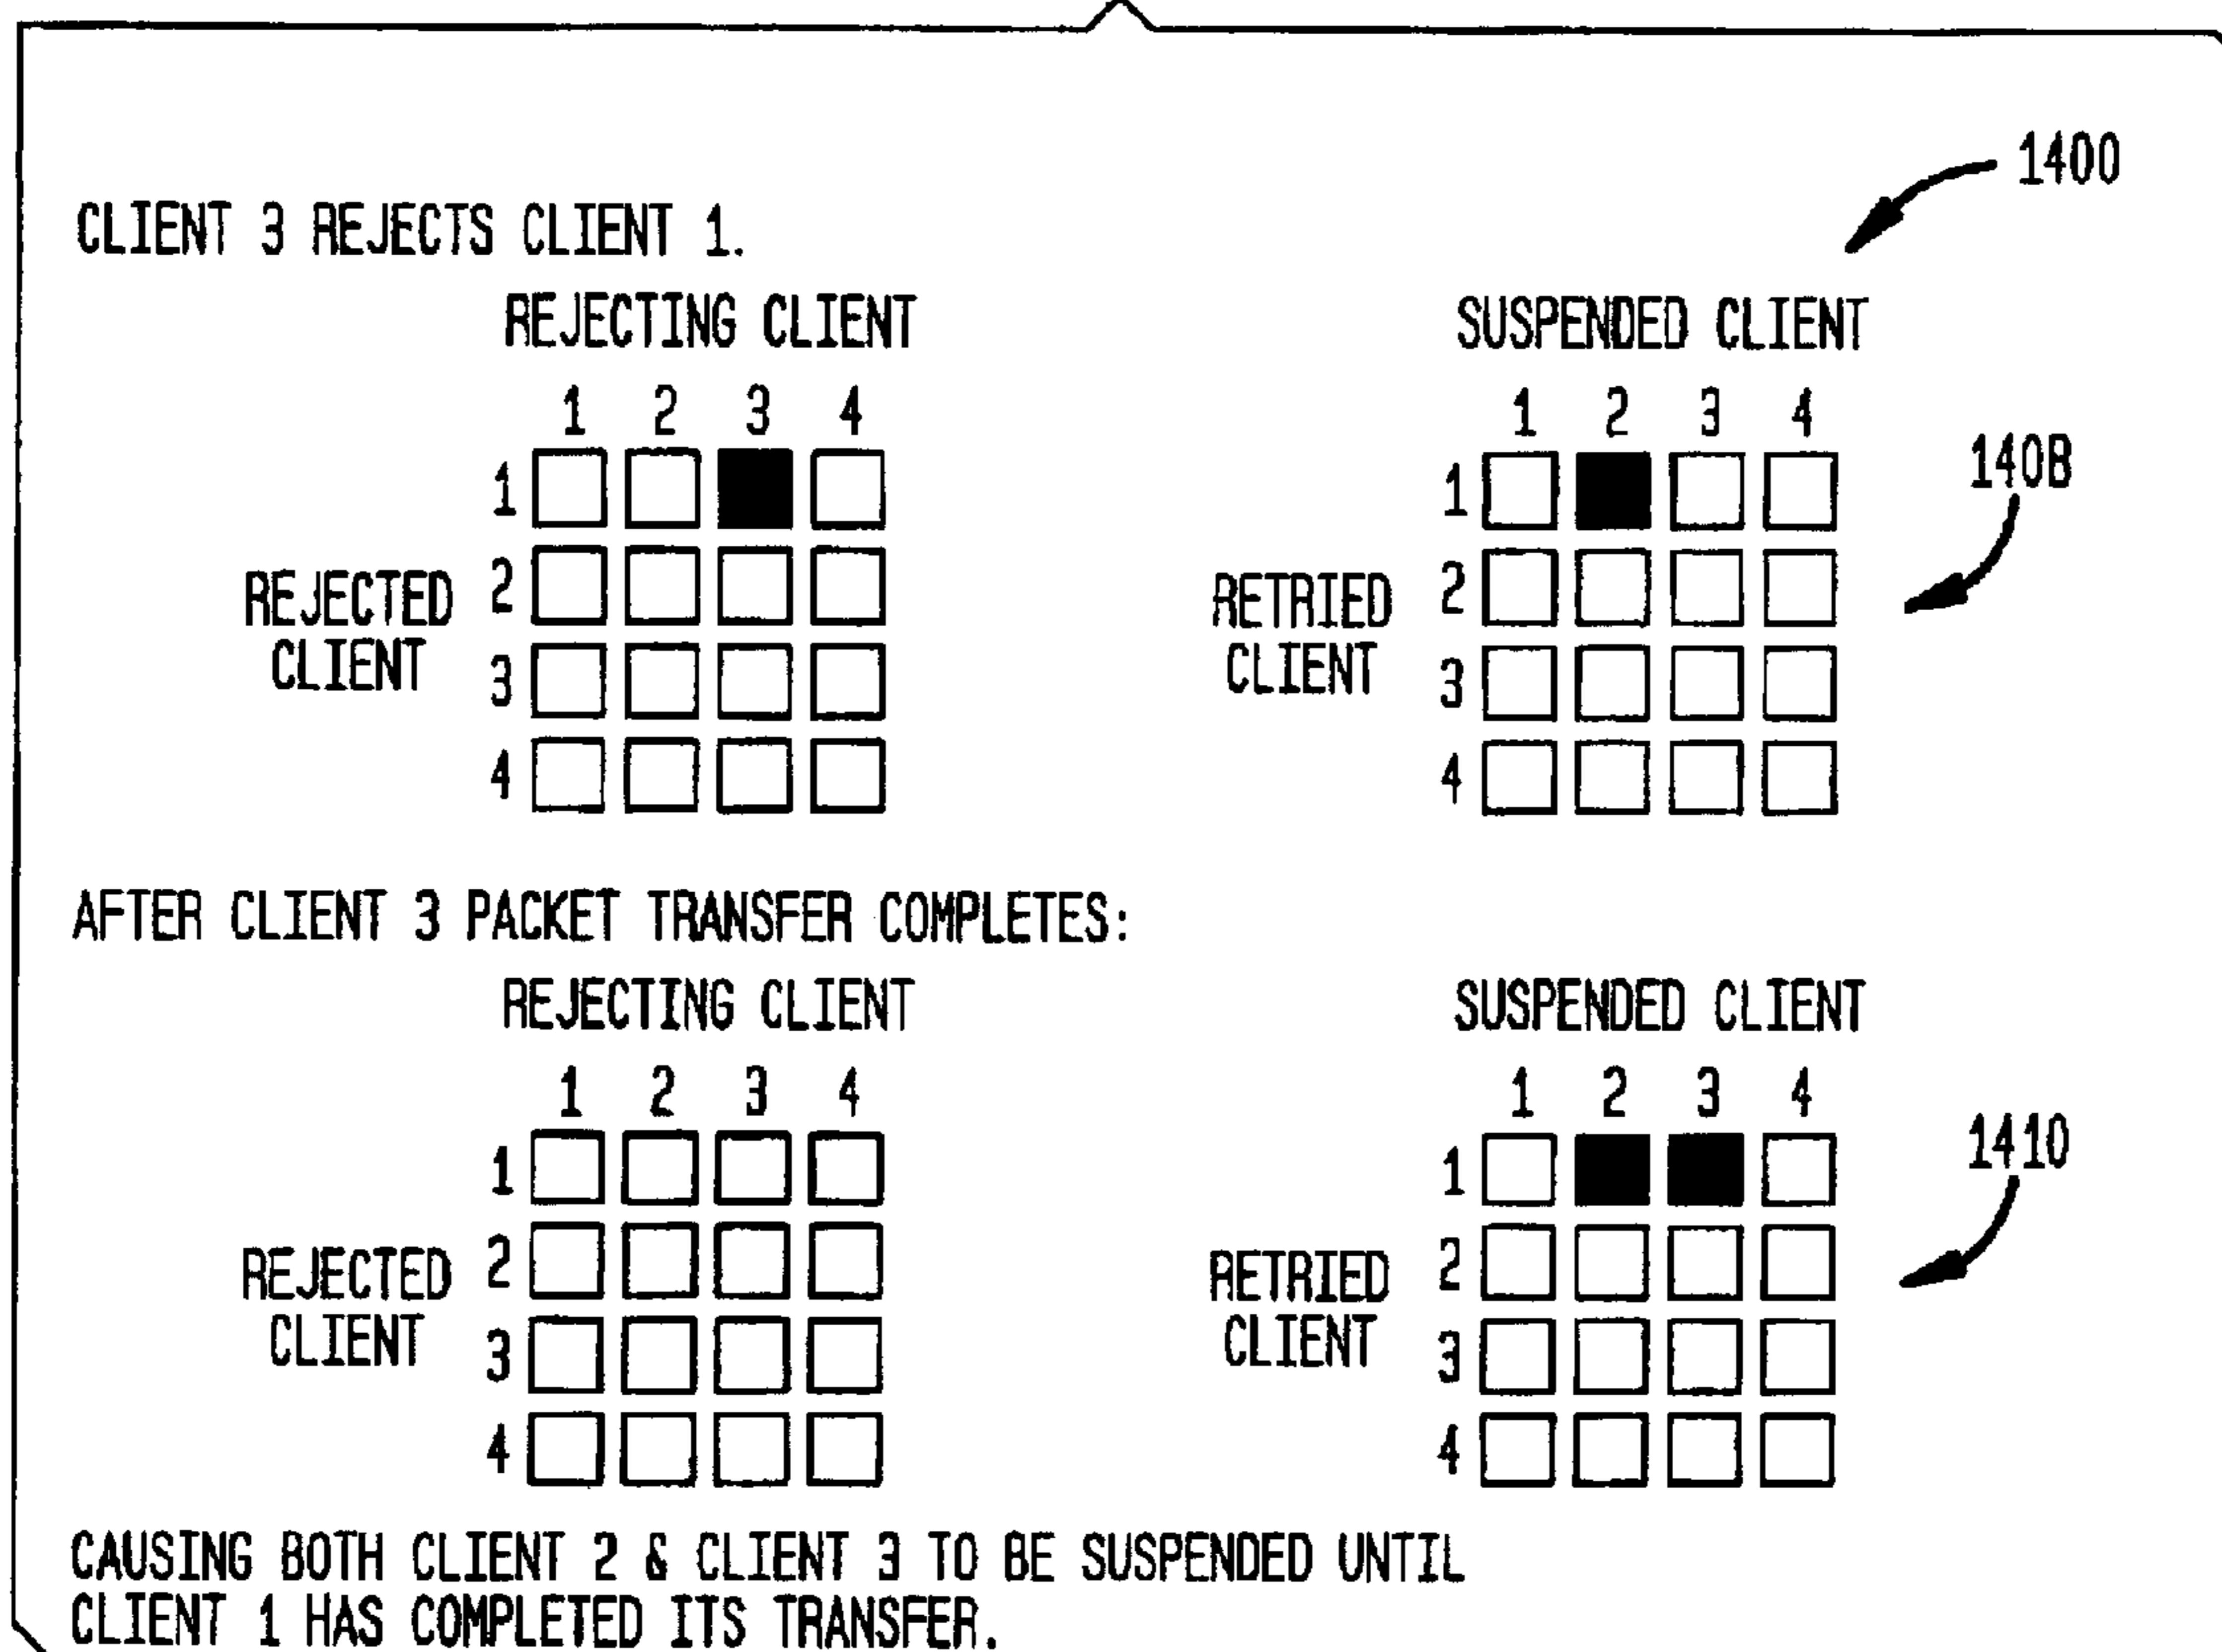 1400
CLIENT 3 REJECTS CLIENT 1.
REJECTING CLIENT
1 2 3 4
1
REJECTED 2
CLIENT 3
4
SUSPENDED CLIENT
1 2 3 4
1
RETRIED 2
CLIENT 3
4
1408
AFTER CLIENT 3 PACKET TRANSFER COMPLETES:
REJECTING CLIENT
1 2 3 4
1
REJECTED 2
CLIENT 3
4
SUSPENDED CLIENT
1 2 3 4
1
RETRIED 2
CLIENT 3
4
1410
CAUSING BOTH CLIENT 2 & CLIENT 3 TO BE SUSPENDED UNTIL
CLIENT 1 HAS COMPLETED ITS TRANSFER.